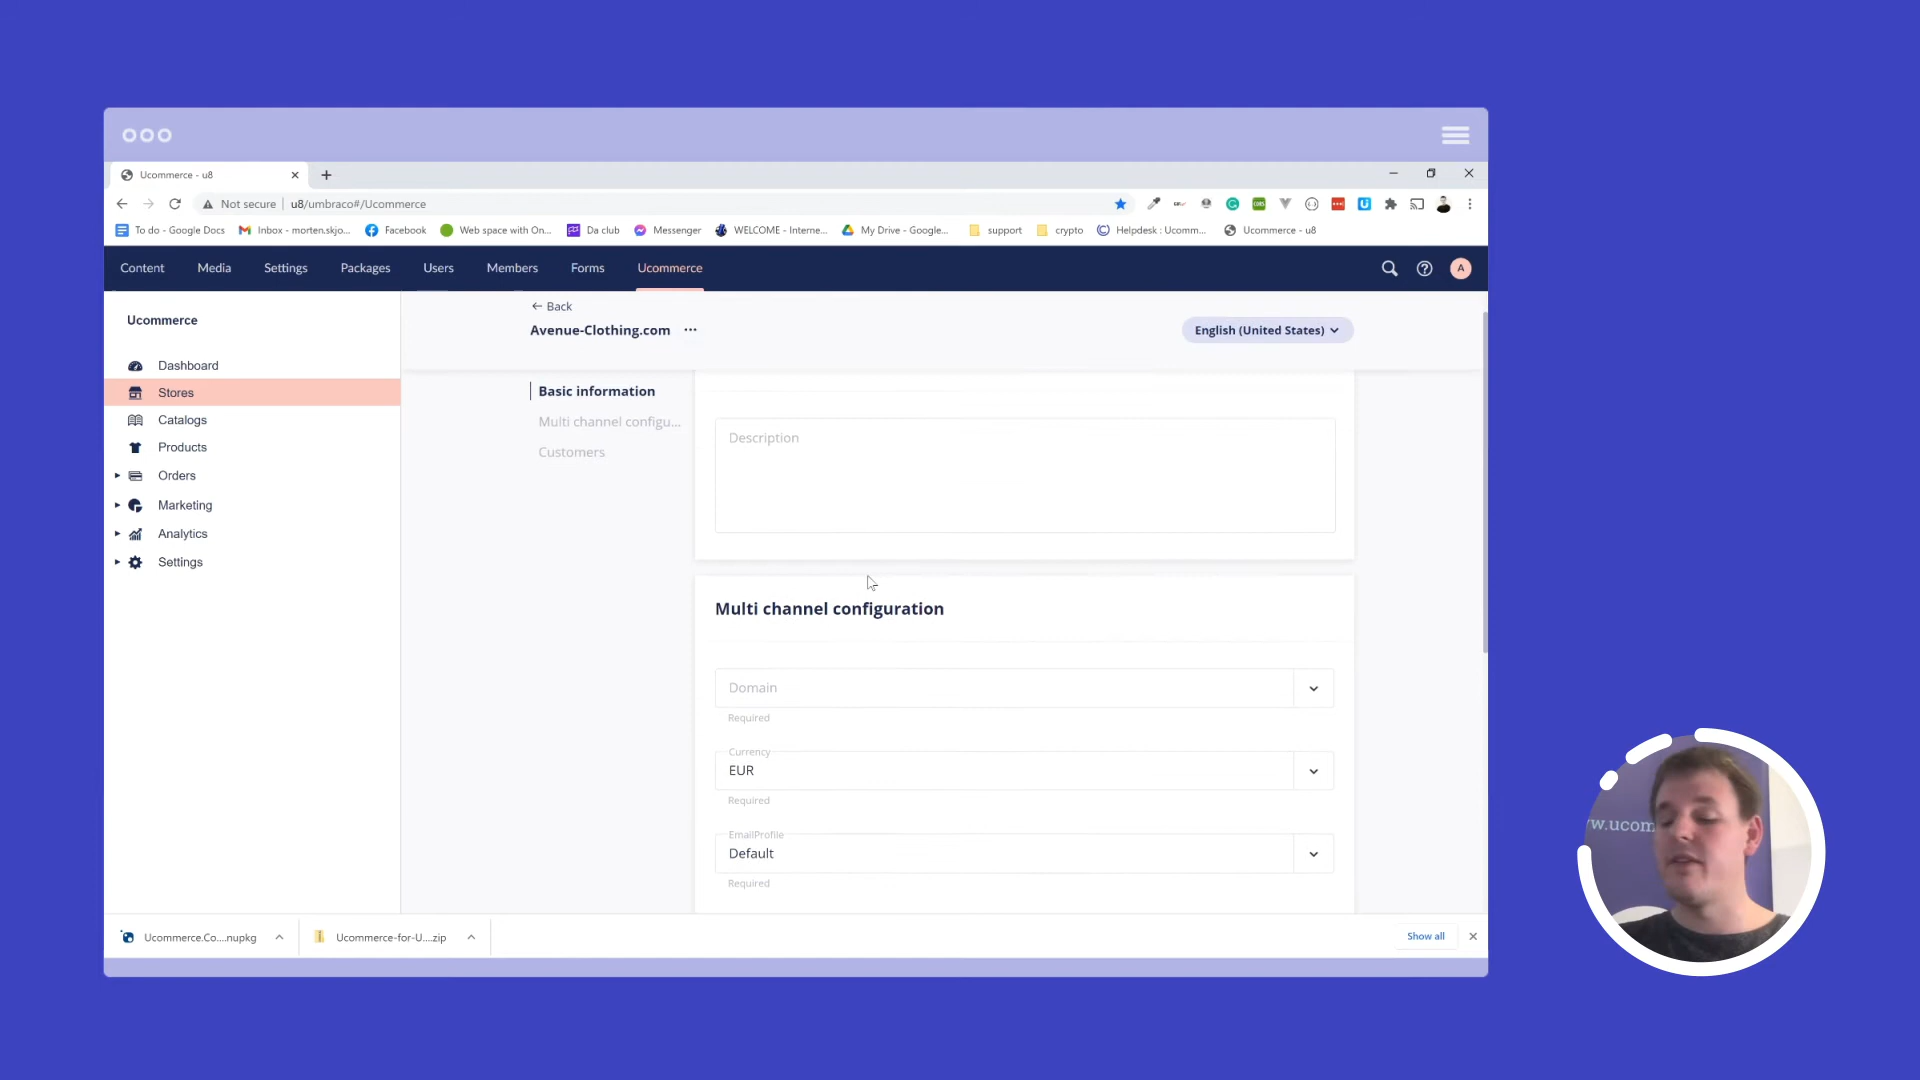 Ucommerce - u8
Not secure
u8/umbraco#/Ucommerce
To do - Google Docs
Inbox - morten.skjo...
Facebook
Web space with On...
Da club
Messenger
WELCOME - Interne...
My Drive - Google...
support
crypto
Helpdesk : Ucomm...
Ucommerce - u8
Content
Media
Settings
Packages
Users
Members
Forms
Ucommerce
A
Ucommerce
Dashboard
Stores
Catalogs
Products
Orders
Marketing
Analytics
Settings
Back
Avenue-Clothing.com
English (United States)
Basic information
Multi channel configu...
Customers
Description
Multi channel configuration
Domain
Required
Currency
EUR
Required
EmailProfile
Default
Required
Ucommerce.Co....nupkg
Ucommerce-for-U....zip
Show all
w.ucom